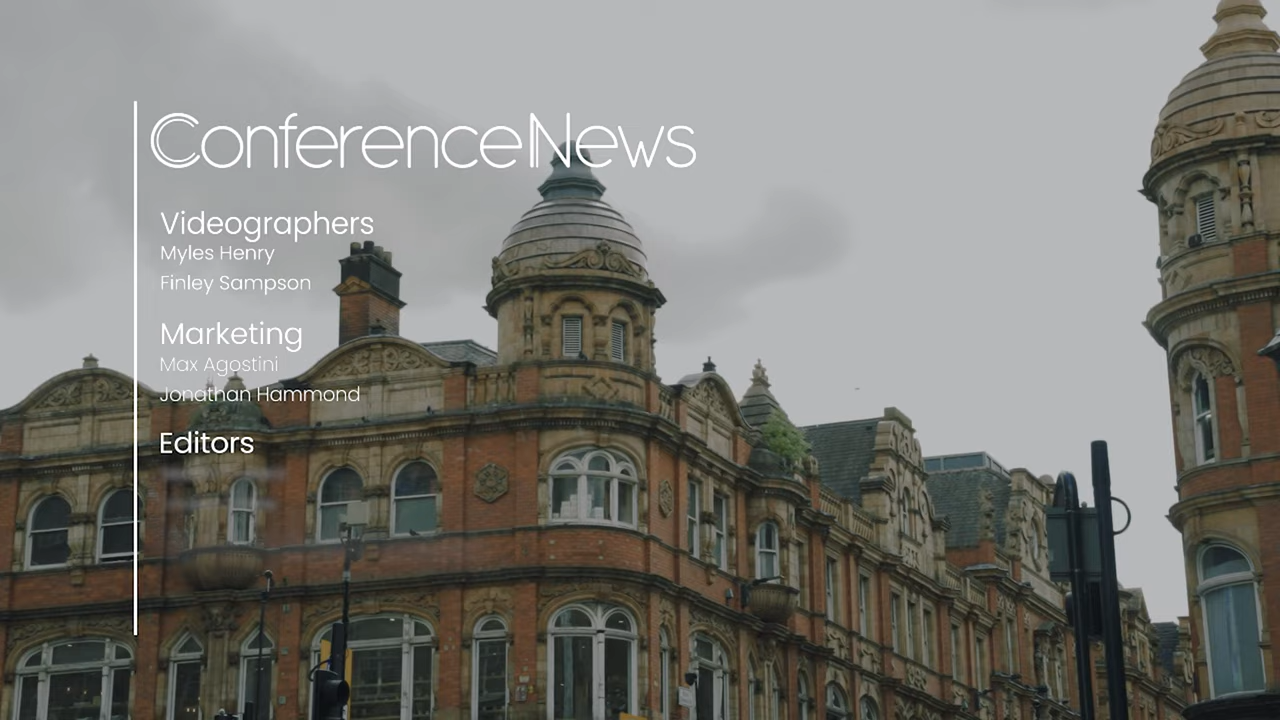 ConferenceNews
Videographers
Myles Henry
Finley Sampson
Marketing
Max Agostini
Jonathan Hammond
Editors